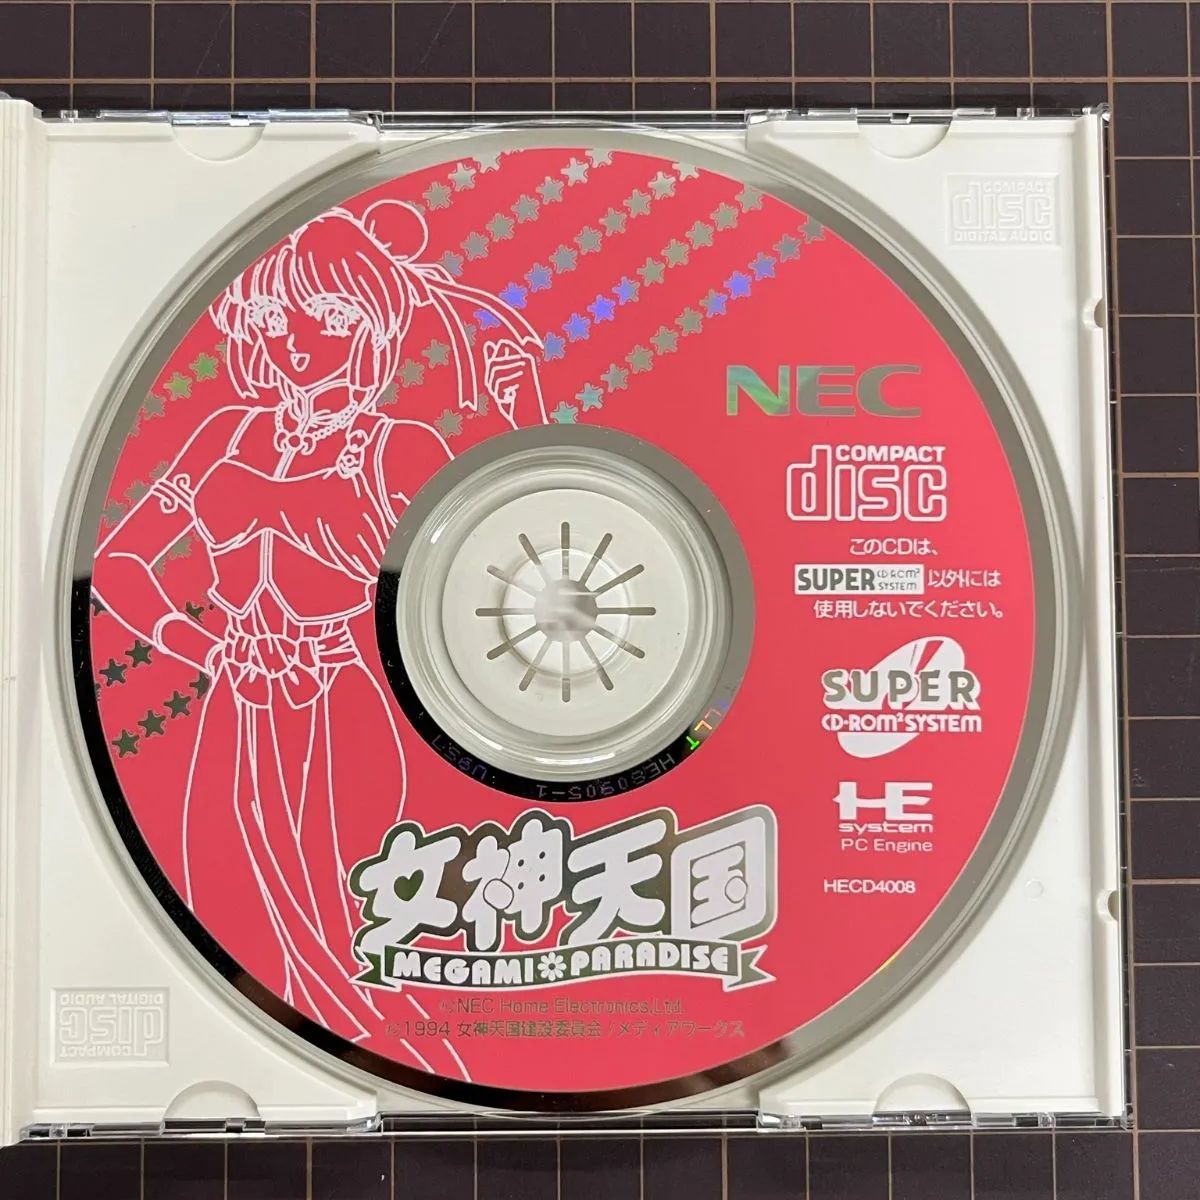 COMPACT
disc
DIGITAL AUDIO
NEC
COMPACT
disc
このCDは、
SUPER CD-ROM² SYSTEM 以外には
使用しないでください。
SUPER
CD-ROM² SYSTEM
HE
system
PC Engine
HECD4008
HES0905-1
女神天国
MEGAMI PARADISE
©NEC Home Electronics,Ltd.
©1994 女神天国建設委員会/メディアワークス
COMPACT
disc
DIGITAL AUDIO